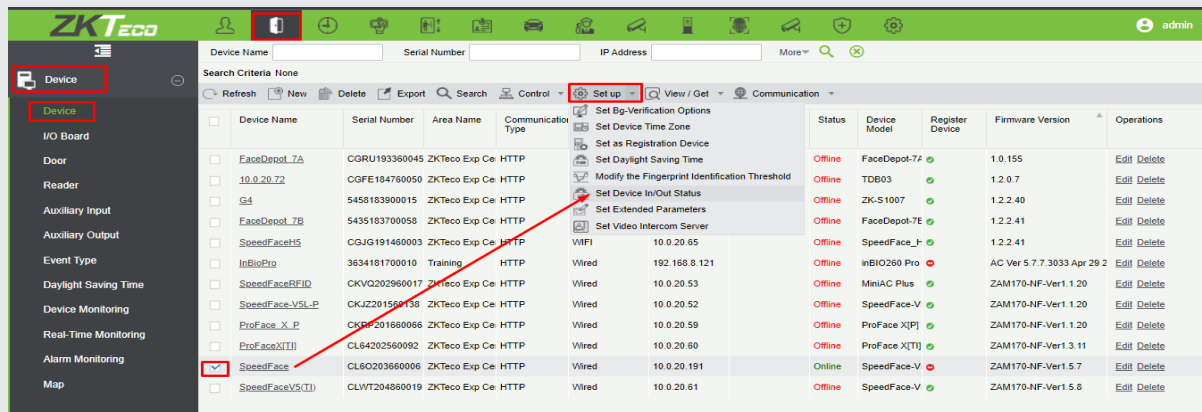 ZKTECO
admin
Device Name Serial Number IP Address More
Device
Search Criteria None
Refresh New Delete Export Search Control Set up View / Get Communication
Device
I/O Board
Door
Reader
Auxiliary Input
Auxiliary Output
Event Type
Daylight Saving Time
Device Monitoring
Real-Time Monitoring
Alarm Monitoring
Map
Set Bg-Verification Options
Set Device Time Zone
Set as Registration Device
Set Daylight Saving Time
Modify the Fingerprint Identification Threshold
Set Device In/Out Status
Set Extended Parameters
Set Video Intercom Server
Device Name Serial Number Area Name Communication Type Status Device Model Register Device Firmware Version Operations
FaceDepot_7A CGRU193360045 ZKTeco Exp Ce HTTP Offline FaceDepot-7A 1.0.155 Edit Delete
10.0.20.72 CGFE184760050 ZKTeco Exp Ce HTTP Offline TDB03 1.2.0.7 Edit Delete
G4 5458183900015 ZKTeco Exp Ce HTTP Offline ZK-S1007 1.2.2.40 Edit Delete
FaceDepot_7B 5435183700058 ZKTeco Exp Ce HTTP Offline FaceDepot-7E 1.2.2.41 Edit Delete
SpeedFaceH5 CGJG191460003 ZKTeco Exp Ce HTTP WIFI 10.0.20.65 Offline SpeedFace_H 1.2.2.41 Edit Delete
InBioPro 3634181700010 Training HTTP Wired 192.168.8.121 Offline inBIO260 Pro AC Ver 5.7.7.3033 Apr 29 2 Edit Delete
SpeedFaceRFID CKVQ202960017 ZKTeco Exp Ce HTTP Wired 10.0.20.53 Offline MiniAC Plus ZAM170-NF-Ver1.1.20 Edit Delete
SpeedFace-V5L-P CKJZ201560138 ZKTeco Exp Ce HTTP Wired 10.0.20.52 Offline SpeedFace-V ZAM170-NF-Ver1.1.20 Edit Delete
ProFace_X_P CKRP201660066 ZKTeco Exp Ce HTTP Wired 10.0.20.59 Offline ProFace X[P] ZAM170-NF-Ver1.1.20 Edit Delete
ProFaceX[TI] CL64202560092 ZKTeco Exp Ce HTTP Wired 10.0.20.60 Offline ProFace X[TI] ZAM170-NF-Ver1.3.11 Edit Delete
SpeedFace CL6O203660006 ZKTeco Exp Ce HTTP Wired 10.0.20.191 Online SpeedFace-V ZAM170-NF-Ver1.5.7 Edit Delete
SpeedFaceV5(TI) CLWT204860019 ZKTeco Exp Ce HTTP Wired 10.0.20.61 Offline SpeedFace-V ZAM170-NF-Ver1.5.8 Edit Delete